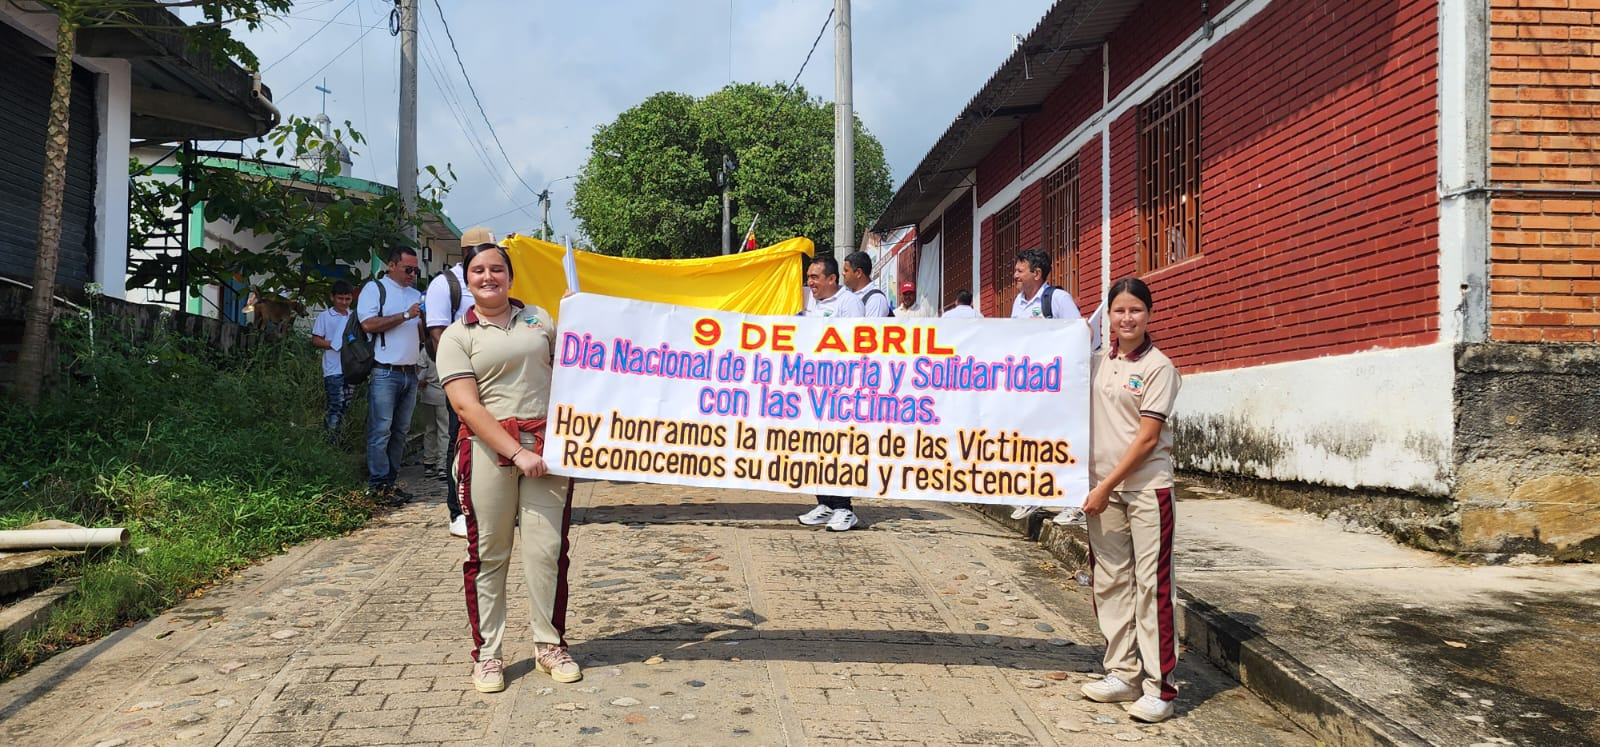 9 DE ABRIL
Dia Nacional de la Memoria y Solidaridad
con las Víctimas.
Hoy honramos la memoria de las Víctimas.
Reconocemos su dignidad y resistencia.